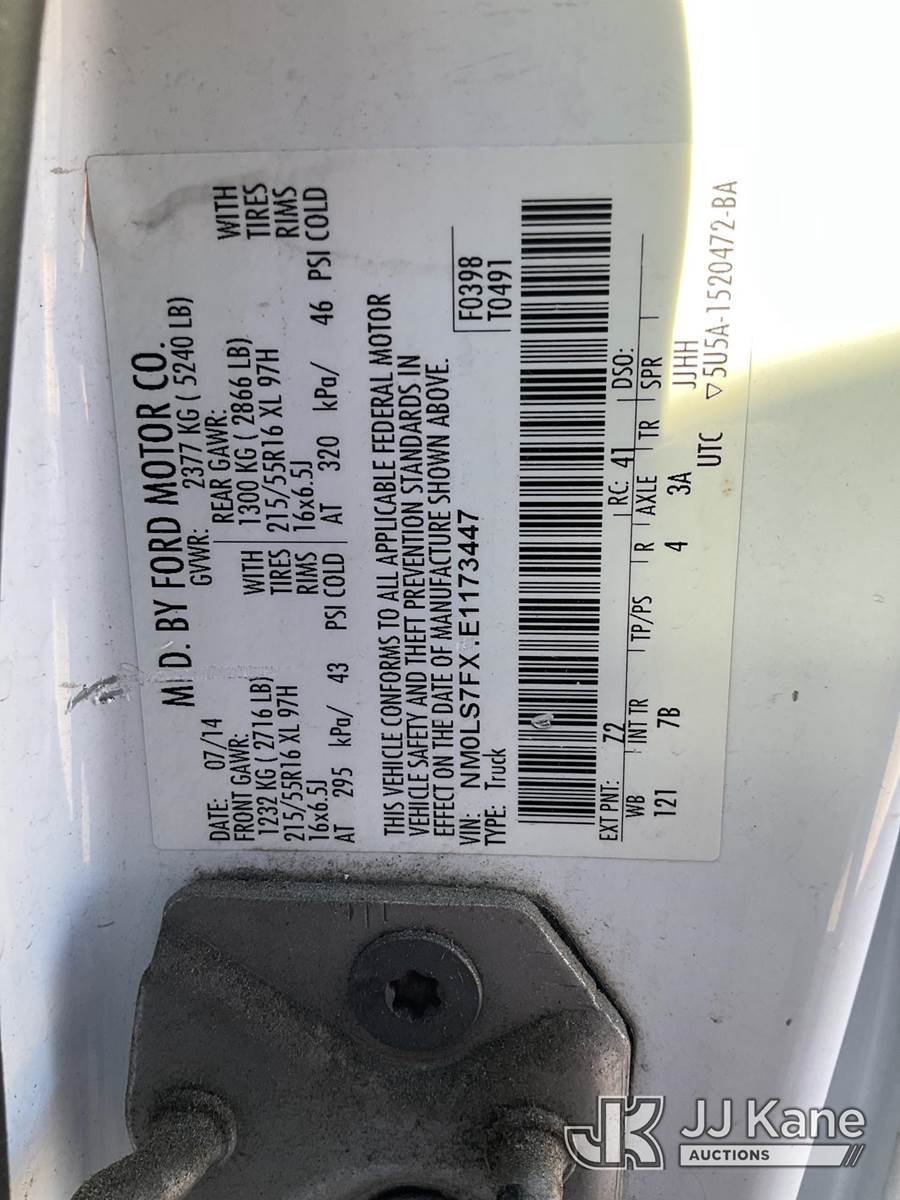 MFD. BY FORD MOTOR CO.
DATE: 07/14 GVWR: 2377 KG ( 5240 LB)
FRONT GAWR: REAR GAWR:
1232 KG ( 2716 LB) WITH 1300 KG ( 2866 LB) WITH
215/55R16 XL 97H TIRES 215/55R16 XL 97H TIRES
16x6.5J RIMS 16x6.5J RIMS
AT 295 kPa/ 43 PSI COLD AT 320 kPa/ 46 PSI COLD
THIS VEHICLE CONFORMS TO ALL APPLICABLE FEDERAL MOTOR
VEHICLE SAFETY AND THEFT PREVENTION STANDARDS IN
EFFECT ON THE DATE OF MANUFACTURE SHOWN ABOVE.
VIN: NM0LS7FX.E1173447 F0398
TYPE: Truck T0491
EXT PNT: Z2 RC: 41 DSO:
WB INT TR TP/PS R AXLE TR SPR
121 7B 4 3A JJHH
UTC ▽5U5A-1520472-BA
JK JJ Kane
AUCTIONS